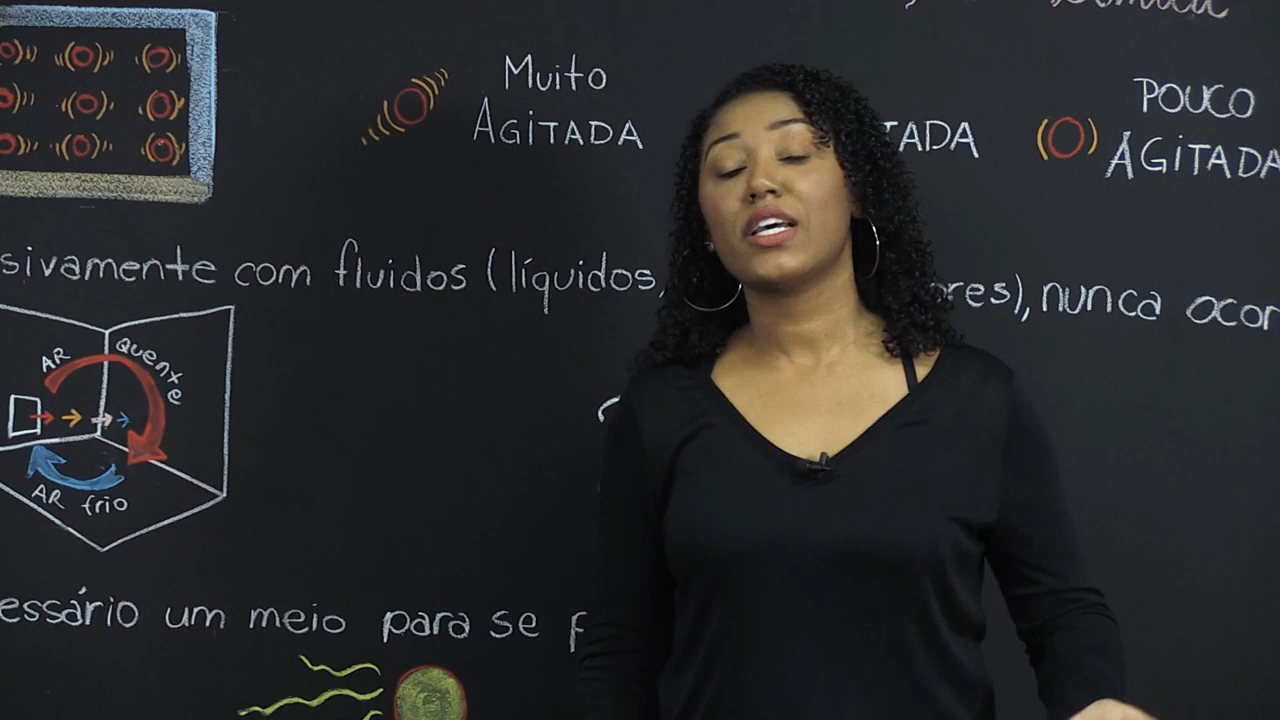 MUITO
AGITADA
TADA
POUCO
AGITADA
sivamente com fluidos (líquidos, ores), nunca ocor
AR quente
AR frio
essário um meio para se p